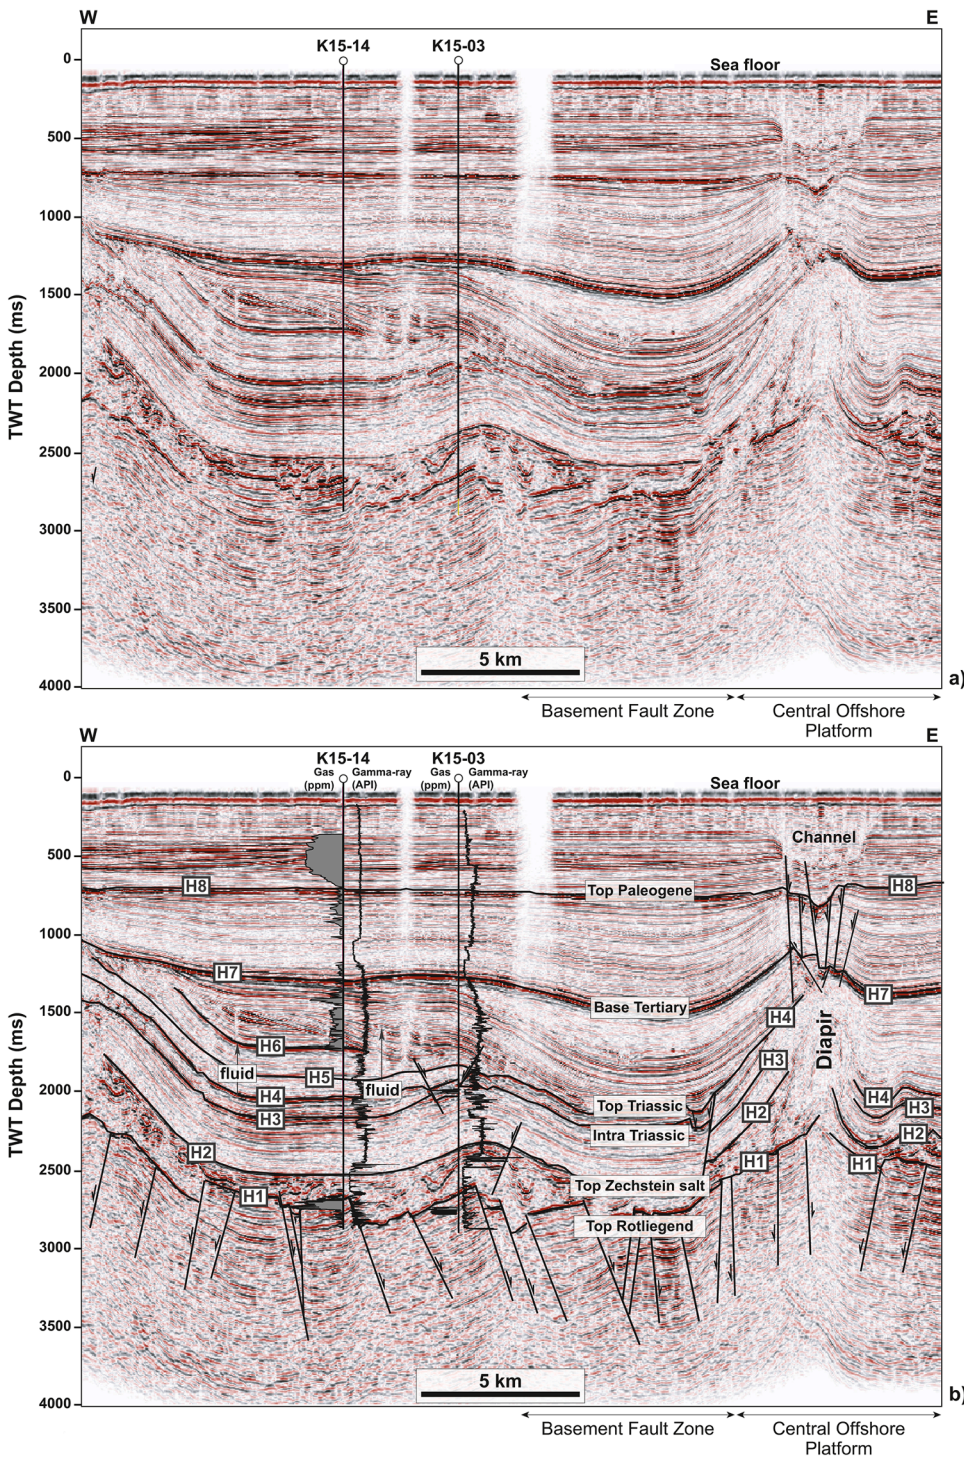 W E
K15-14 K15-03
Sea floor
0
500
1000
1500
2000
2500
3000
3500
4000
TWT Depth (ms)
5 km
a)
Basement Fault Zone
Central Offshore
Platform
W E
K15-14 K15-03
Gas
(ppm)
Gamma-ray
(API)
Gas
(ppm)
Gamma-ray
(API)
Sea floor
0
500
1000
1500
2000
2500
3000
3500
4000
TWT Depth (ms)
Channel
H8
Top Paleogene
H8
H7
Base Tertiary
H7
H4
Diapir
H6
H5
fluid
fluid
H3
H4
H3
Top Triassic
H2
H4
H3
Intra Triassic
H2
H2
H1
H1
Top Zechstein salt
H1
Top Rotliegend
5 km
b)
Basement Fault Zone
Central Offshore
Platform